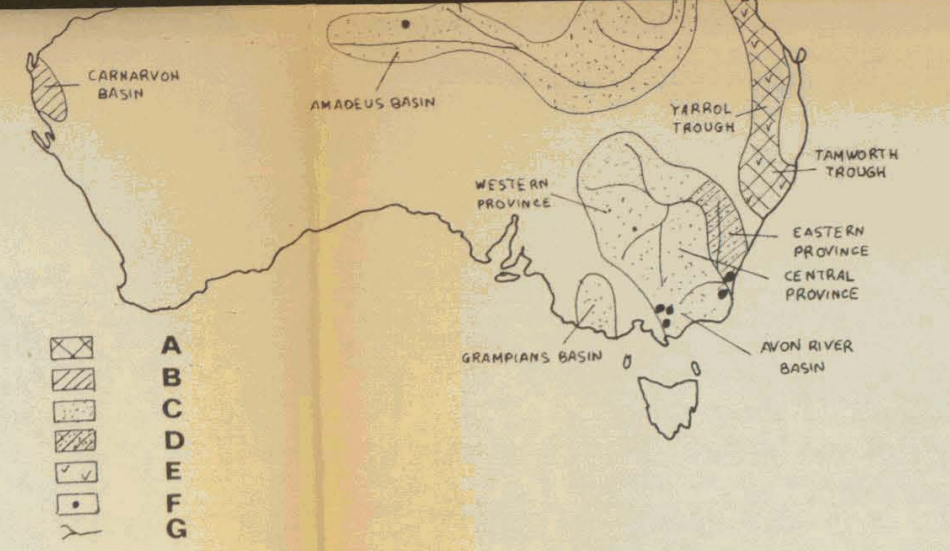 CARNARVON
BASIN
AMADEUS BASIN
YARROL
TROUGH
TAMWORTH
TROUGH
WESTERN
PROVINCE
EASTERN
PROVINCE
CENTRAL
PROVINCE
GRAMPIANS BASIN
AVON RIVER
BASIN
A
B
C
D
E
F
G